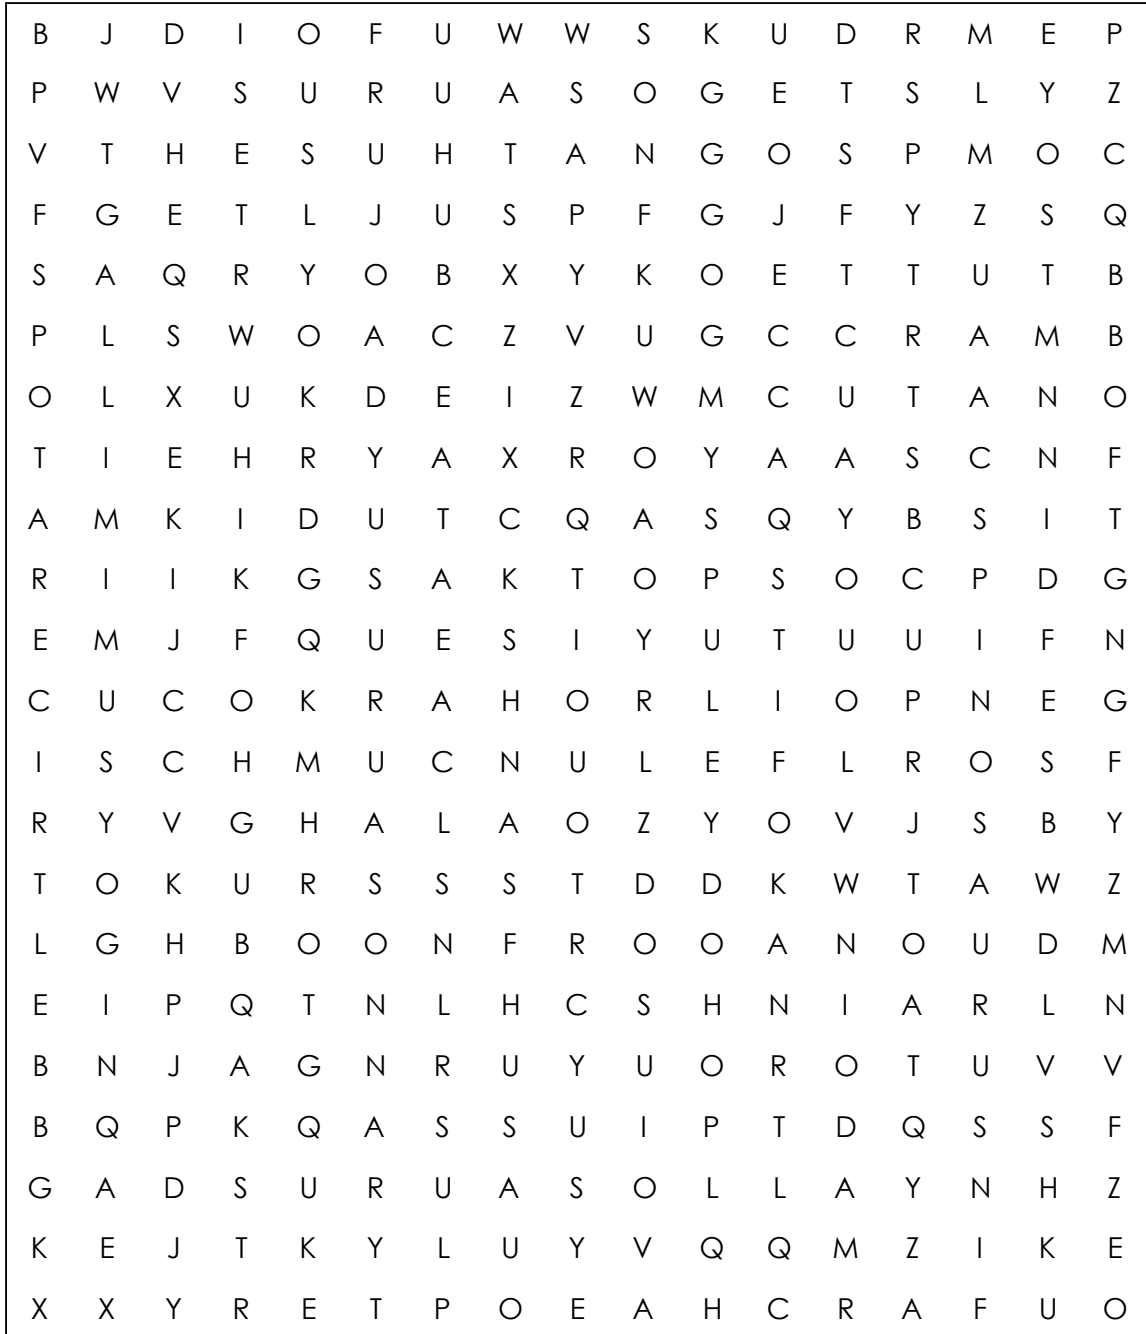 B J D I O F U W W S K U D R M E P
P W V S U R U A S O G E T S L Y Z
V T H E S U H T A N G O S P M O C
F G E T L J U S P F G J F Y Z S Q
S A Q R Y O B X Y K O E T T U T B
P L S W O A C Z V U G C C R A M B
O L X U K D E I Z W M C U T A N O
T I E H R Y A X R O Y A A S C N F
A M K I D U T C Q A S Q Y B S I T
R I I K G S A K T O P S O C P D G
E M J F Q U E S I Y U T U U I F N
C U C O K R A H O R L I O P N E G
I S C H M U C N U L E F L R O S F
R Y V G H A L A O Z Y O V J S B Y
T O K U R S S S T D D K W T A W Z
L G H B O O N F R O O A N O U D M
E I P Q T N L H C S H N I A R L N
B N J A G N R U Y U O R O T U V V
B Q P K Q A S S U I P T D Q S S F
G A D S U R U A S O L L A Y N H Z
K E J T K Y L U Y V Q Q M Z I K E
X X Y R E T P O E A H C R A F U O